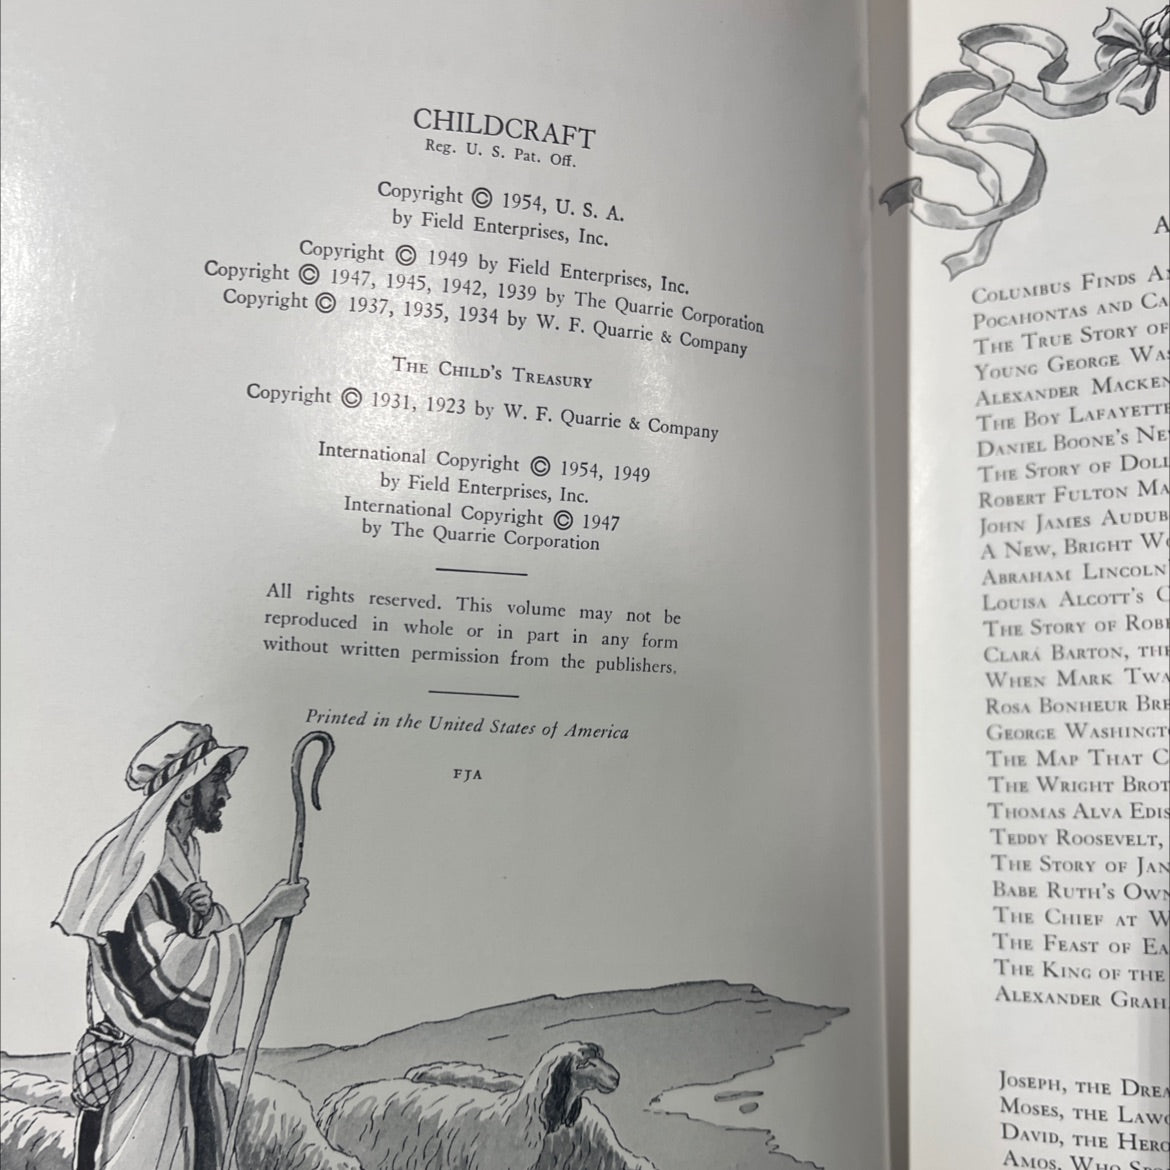 CHILDCRAFT
Reg. U. S. Pat. Off.
Copyright © 1954, U. S. A.
by Field Enterprises, Inc.
Copyright © 1949 by Field Enterprises, Inc.
Copyright © 1947, 1945, 1942, 1939 by The Quarrie Corporation
Copyright © 1937, 1935, 1934 by W. F. Quarrie & Company
THE CHILD'S TREASURY
Copyright © 1931, 1923 by W. F. Quarrie & Company
International Copyright © 1954, 1949
by Field Enterprises, Inc.
International Copyright © 1947
by The Quarrie Corporation
All rights reserved. This volume may not be
reproduced in whole or in part in any form
without written permission from the publishers.
Printed in the United States of America
FJA
COLUMBUS FINDS
POCAHONTAS AND
THE TRUE STORY OF
YOUNG GEORGE
ALEXANDER
THE BOY LAFAYETTE
DANIEL BOONE'S
THE STORY OF
ROBERT FULTON
JOHN JAMES
A NEW, BRIGHT
ABRAHAM
LOUISA ALCOTT'S
THE STORY OF
CLARA BARTON,
WHEN MARK
ROSA BONHEUR
GEORGE
THE MAP THAT
THE WRIGHT
THOMAS ALVA
TEDDY ROOSEVELT,
THE STORY OF
BABE RUTH'S
THE CHIEF AT
THE FEAST OF
THE KING OF THE
ALEXANDER
JOSEPH, THE
MOSES, THE
DAVID, THE
AMOS, WHO